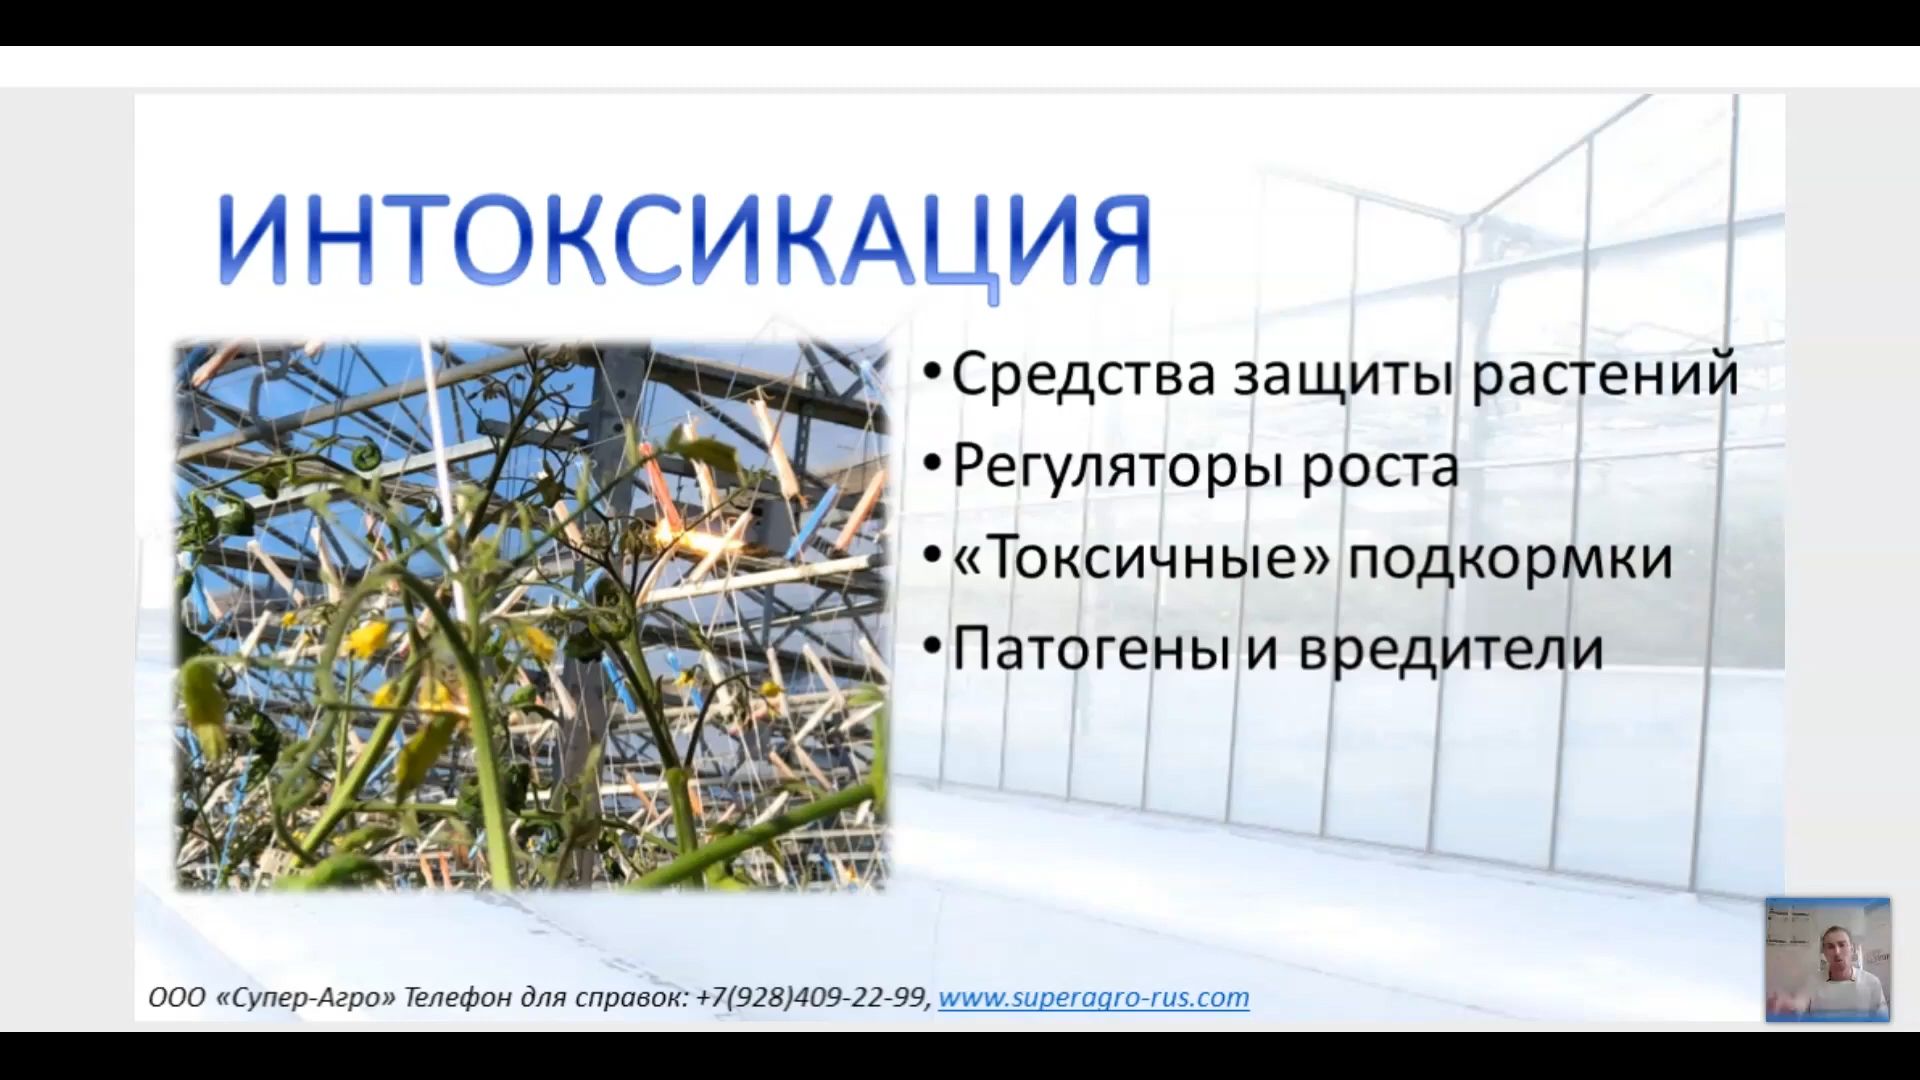 ИНТОКСИКАЦИЯ
• Средства защиты растений
• Регуляторы роста
• «Токсичные» подкормки
• Патогены и вредители
ООО «Супер-Агро» Телефон для справок: +7(928)409-22-99, www.superagro-rus.com